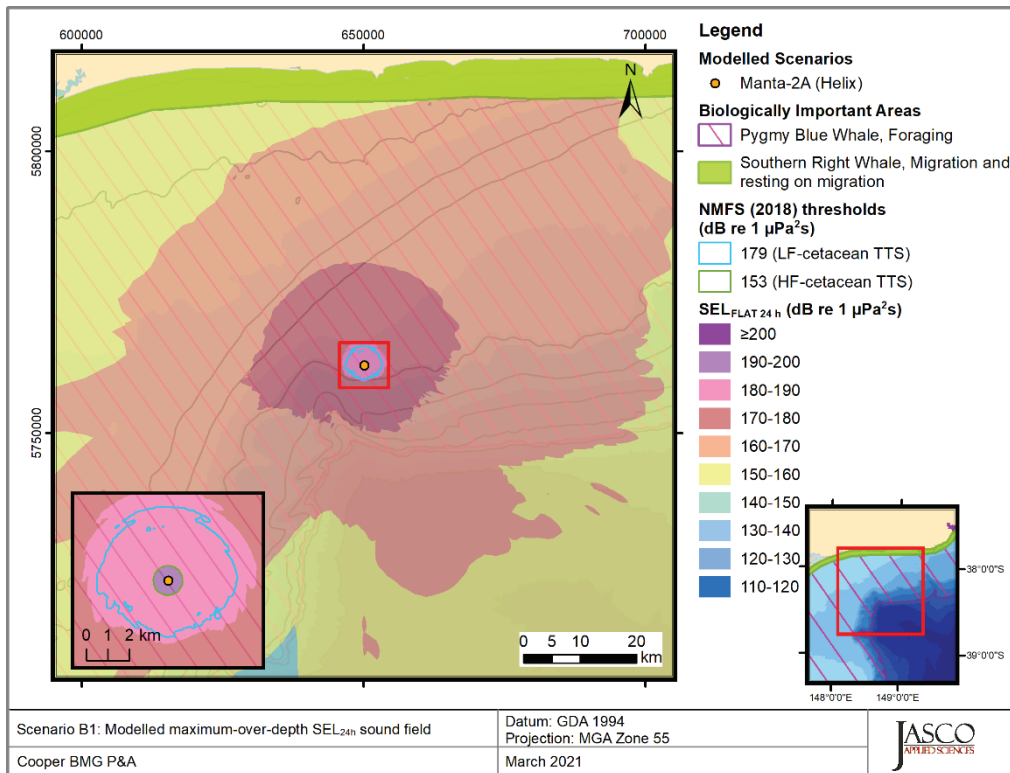 600000
650000
700000
5800000
5750000
N
0 1 2 km
0 5 10 20
km
Legend
Modelled Scenarios
Manta-2A (Helix)
Biologically Important Areas
Pygmy Blue Whale, Foraging
Southern Right Whale, Migration and
resting on migration
NMFS (2018) thresholds
(dB re 1 µPa²s)
179 (LF-cetacean TTS)
153 (HF-cetacean TTS)
SELFLAT 24 h (dB re 1 µPa²s)
≥200
190-200
180-190
170-180
160-170
150-160
140-150
130-140
120-130
110-120
38°0'0"S
39°0'0"S
148°0'0"E
149°0'0"E
Scenario B1: Modelled maximum-over-depth SEL24h sound field
Datum: GDA 1994
Projection: MGA Zone 55
Cooper BMG P&A
March 2021
JASCO
APPLIED SCIENCES